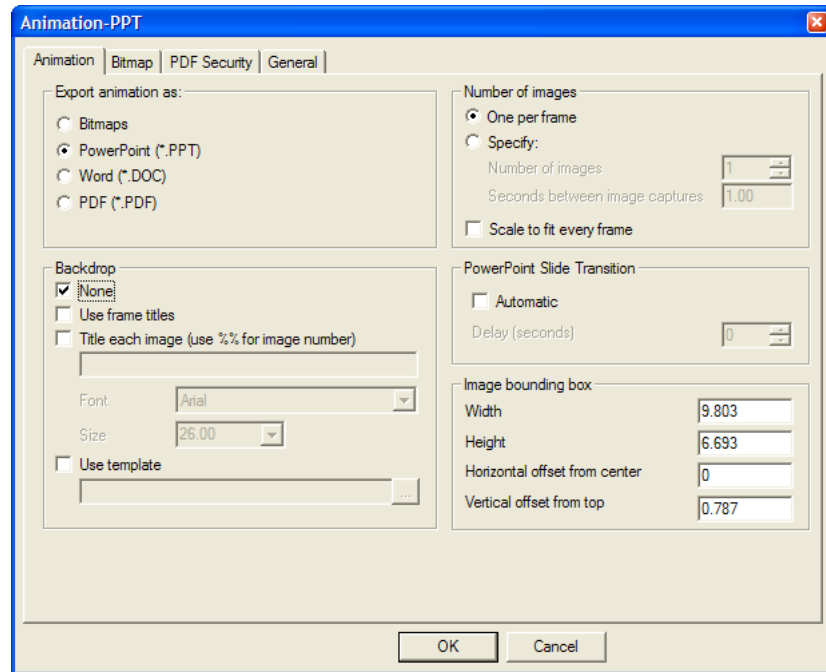 Animation-PPT
Animation
Bitmap
PDF Security
General
Export animation as:
Bitmaps
PowerPoint (*.PPT)
Word (*.DOC)
PDF (*.PDF)
Number of images
One per frame
Specify:
Number of images
1
Seconds between image captures
1.00
Scale to fit every frame
Backdrop
None
Use frame titles
Title each image (use %% for image number)
Font
Arial
Size
26.00
Use template
...
PowerPoint Slide Transition
Automatic
Delay (seconds)
0
Image bounding box
Width
9.803
Height
6.693
Horizontal offset from center
0
Vertical offset from top
0.787
OK
Cancel